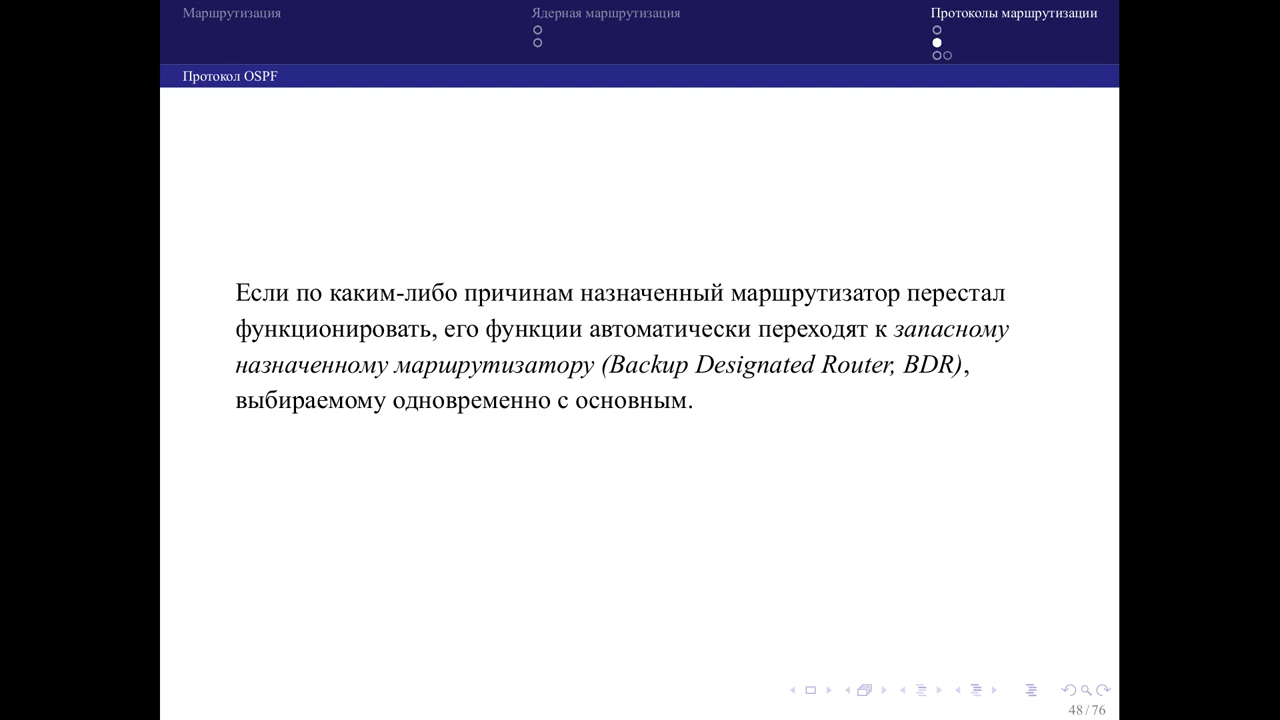 Маршрутизация
Ядерная маршрутизация
Протоколы маршрутизации
Протокол OSPF
Если по каким-либо причинам назначенный маршрутизатор перестал
функционировать, его функции автоматически переходят к запасному
назначенному маршрутизатору (Backup Designated Router, BDR),
выбираемому одновременно с основным.
48 / 76